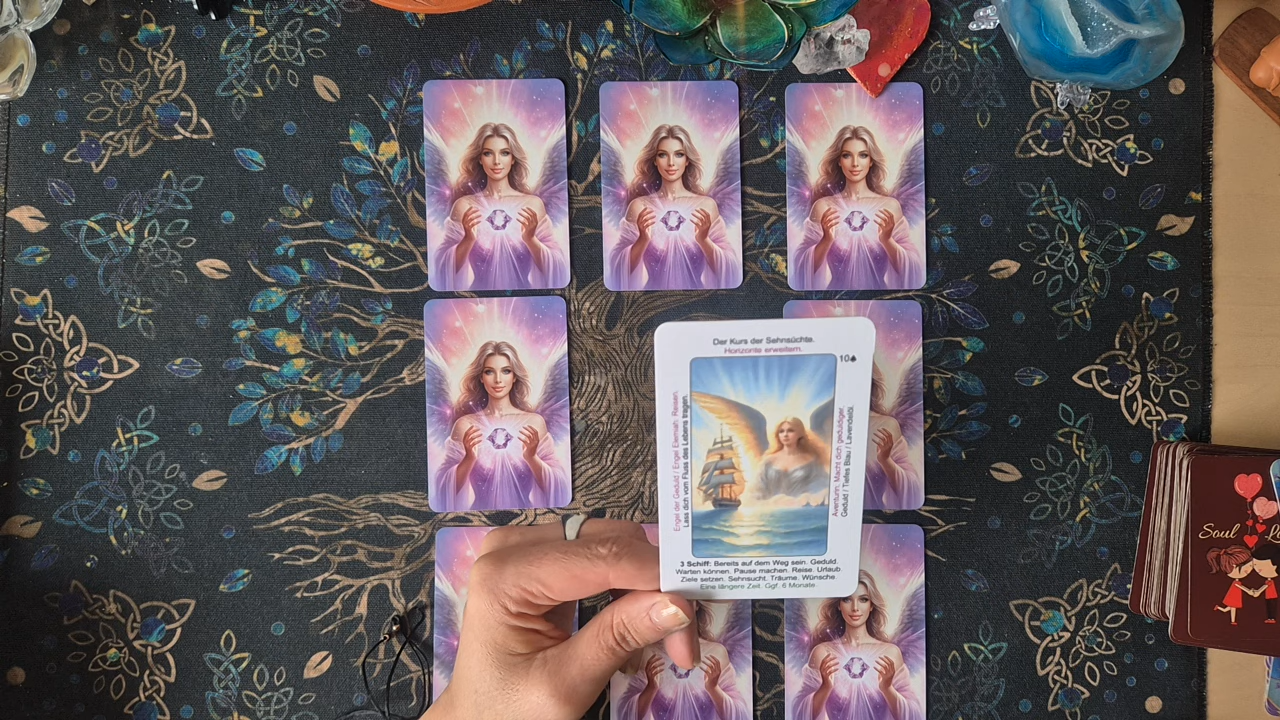 Der Kurs der Sehnsüchte.
Horizonte erweitern.
10♠
Engel der Geduld / Engel Elemiah: Reisen.
Lass dich vom Fluss des Lebens tragen.
Aventurin: Macht dich geduldiger.
Geduld / Tiefes Blau / Lavendelöl.
3 Schiff: Bereits auf dem Weg sein. Geduld.
Warten können. Pause machen. Reise. Urlaub.
Ziele setzen. Sehnsucht. Träume. Wünsche.
Eine längere Zeit. Ggf. 6 Monate.
Soul